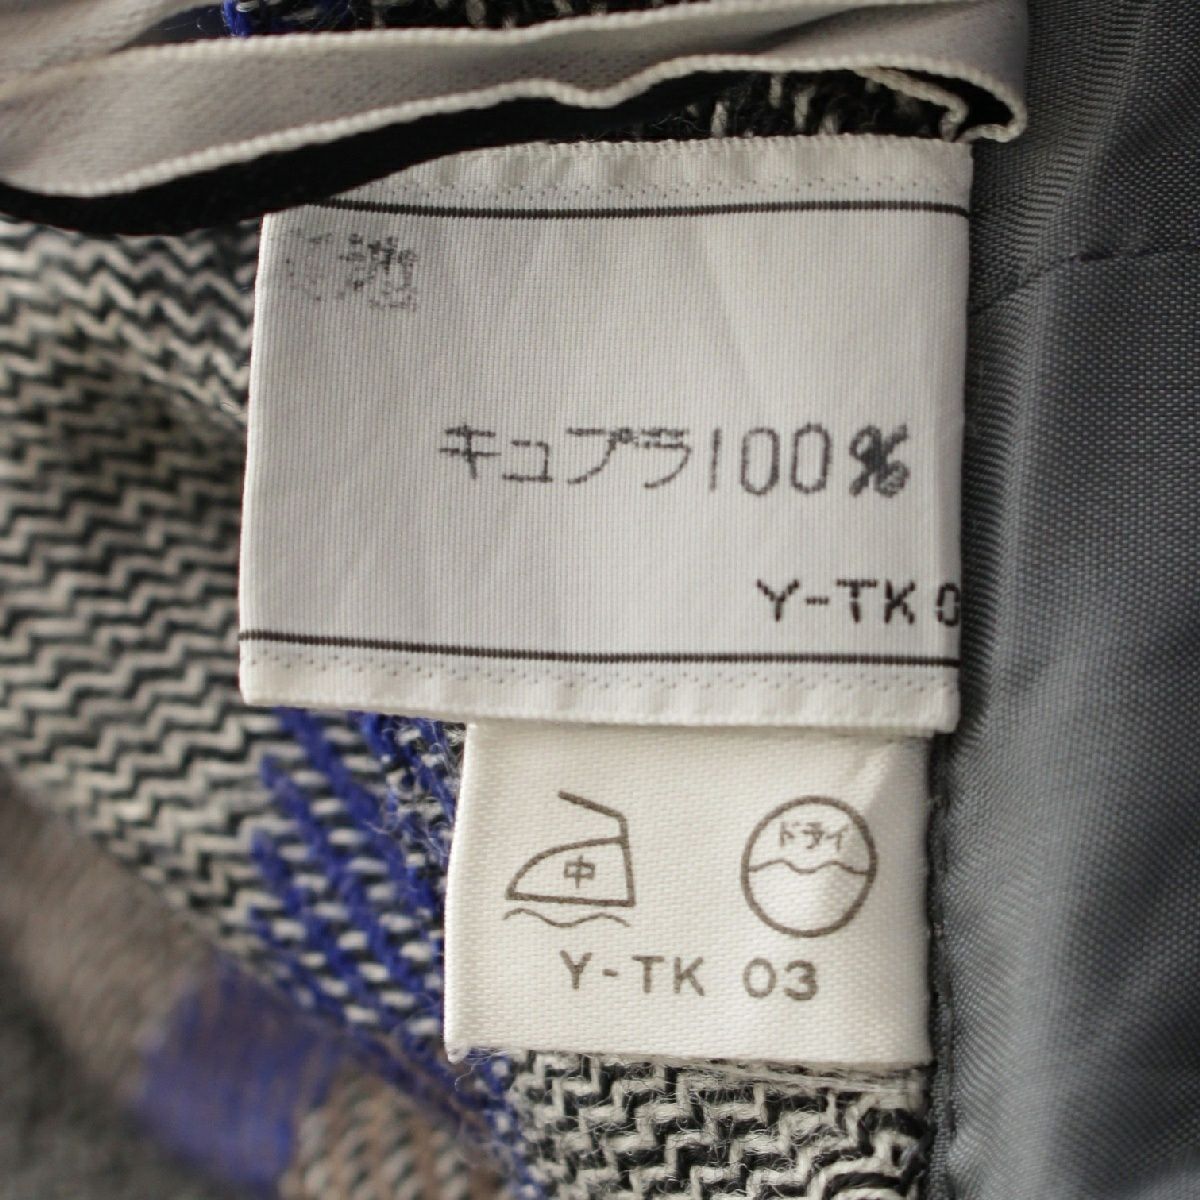 キュプラ100%
Y-TK 0
中
ドライ
Y-TK 03